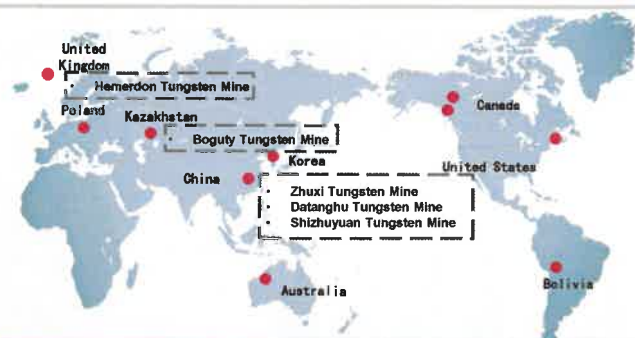 United
Kingdom
· Hemerdon Tungsten Mine
Poland
Kazakhstan
· Boguty Tungsten Mine
Korea
China
· Zhuxi Tungsten Mine
· Datanghu Tungsten Mine
· Shizhuyuan Tungsten Mine
Australia
Canada
United States
Bolivia